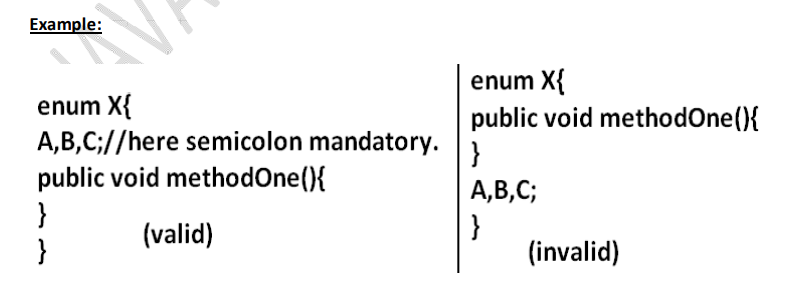 Example:
enum X{
A,B,C;//here semicolon mandatory.
public void methodOne(){
}
}
(valid)
enum X{
public void methodOne(){
}
A,B,C;
}
(invalid)